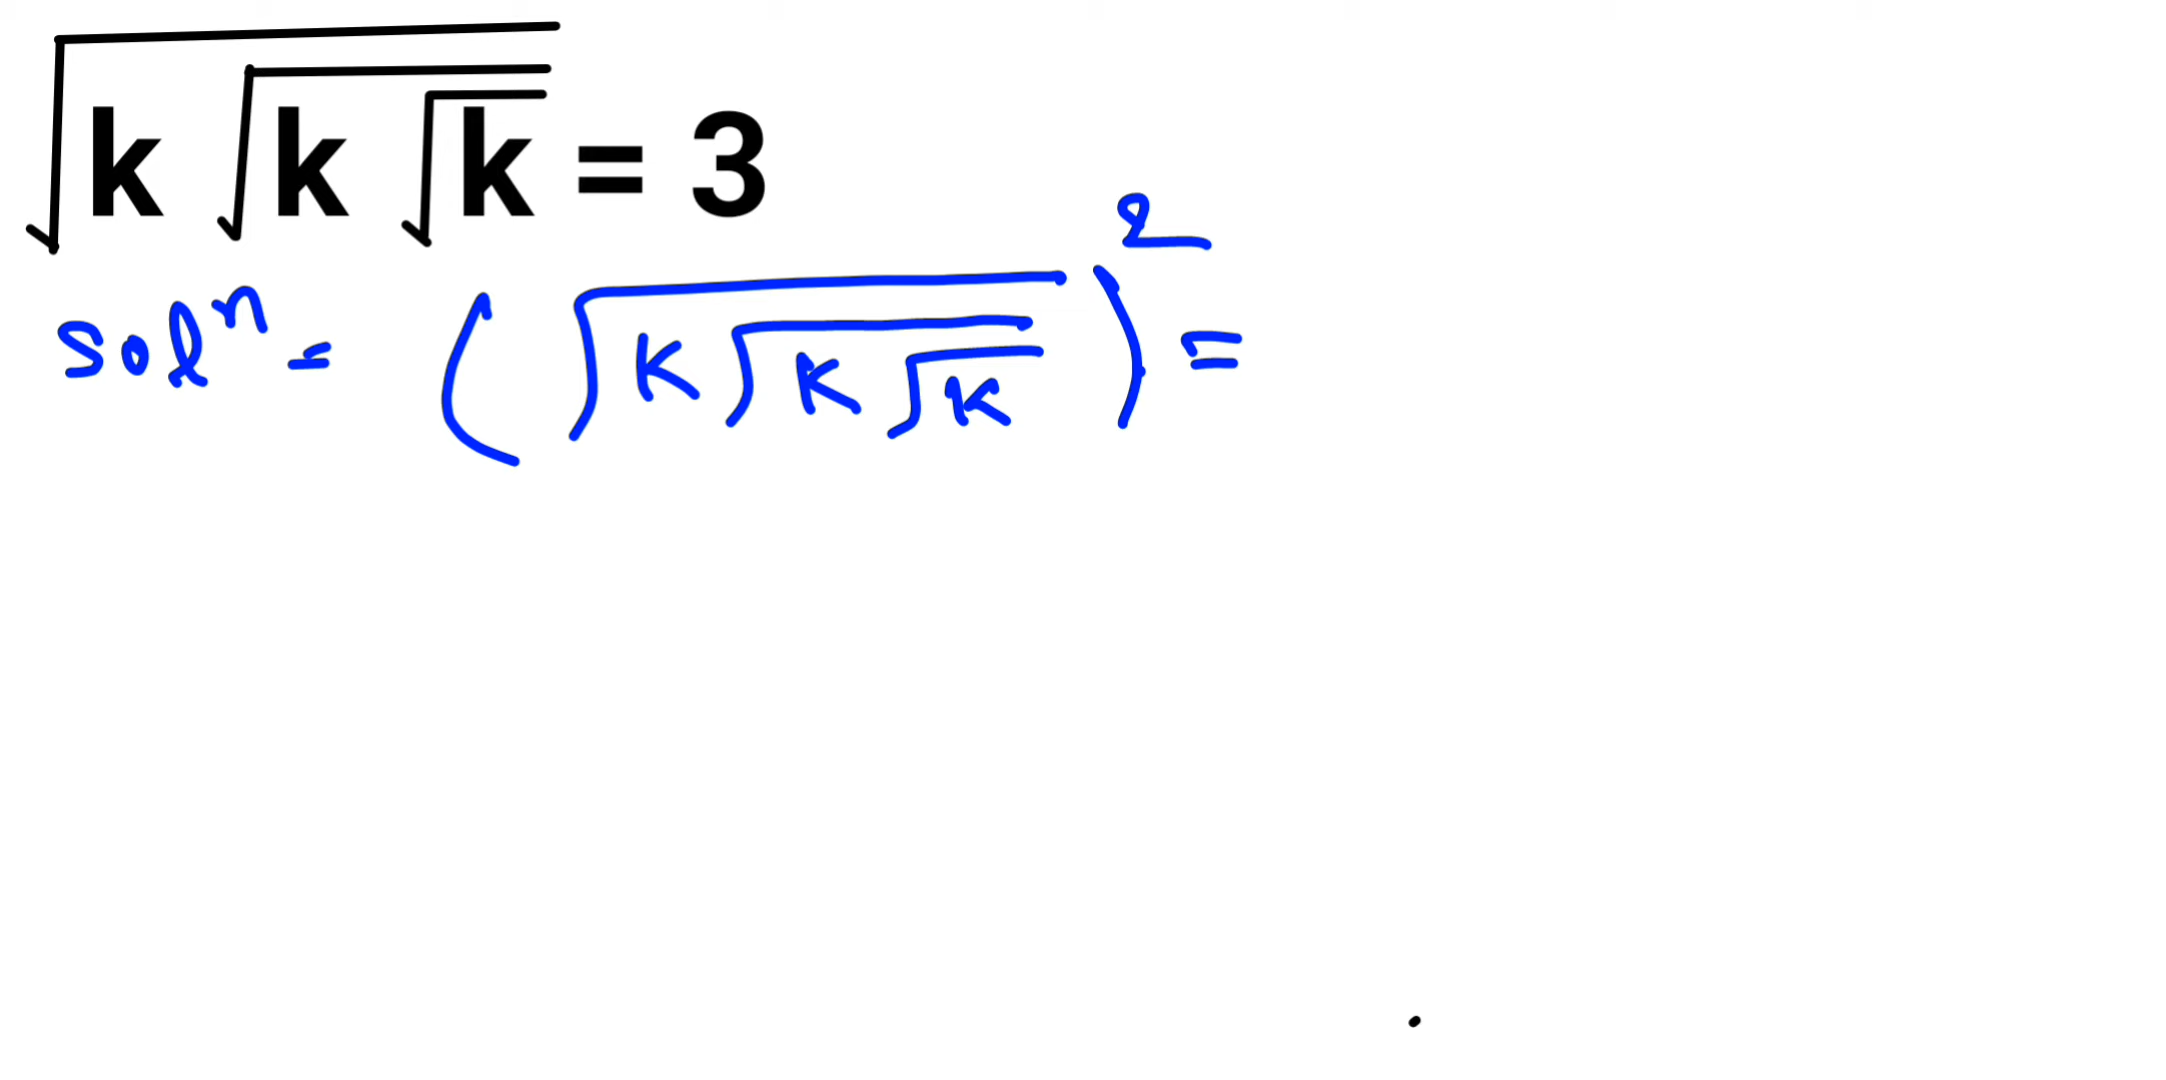 √(k √(k √k)) = 3
solⁿ = (√(K √(K √K)))² =